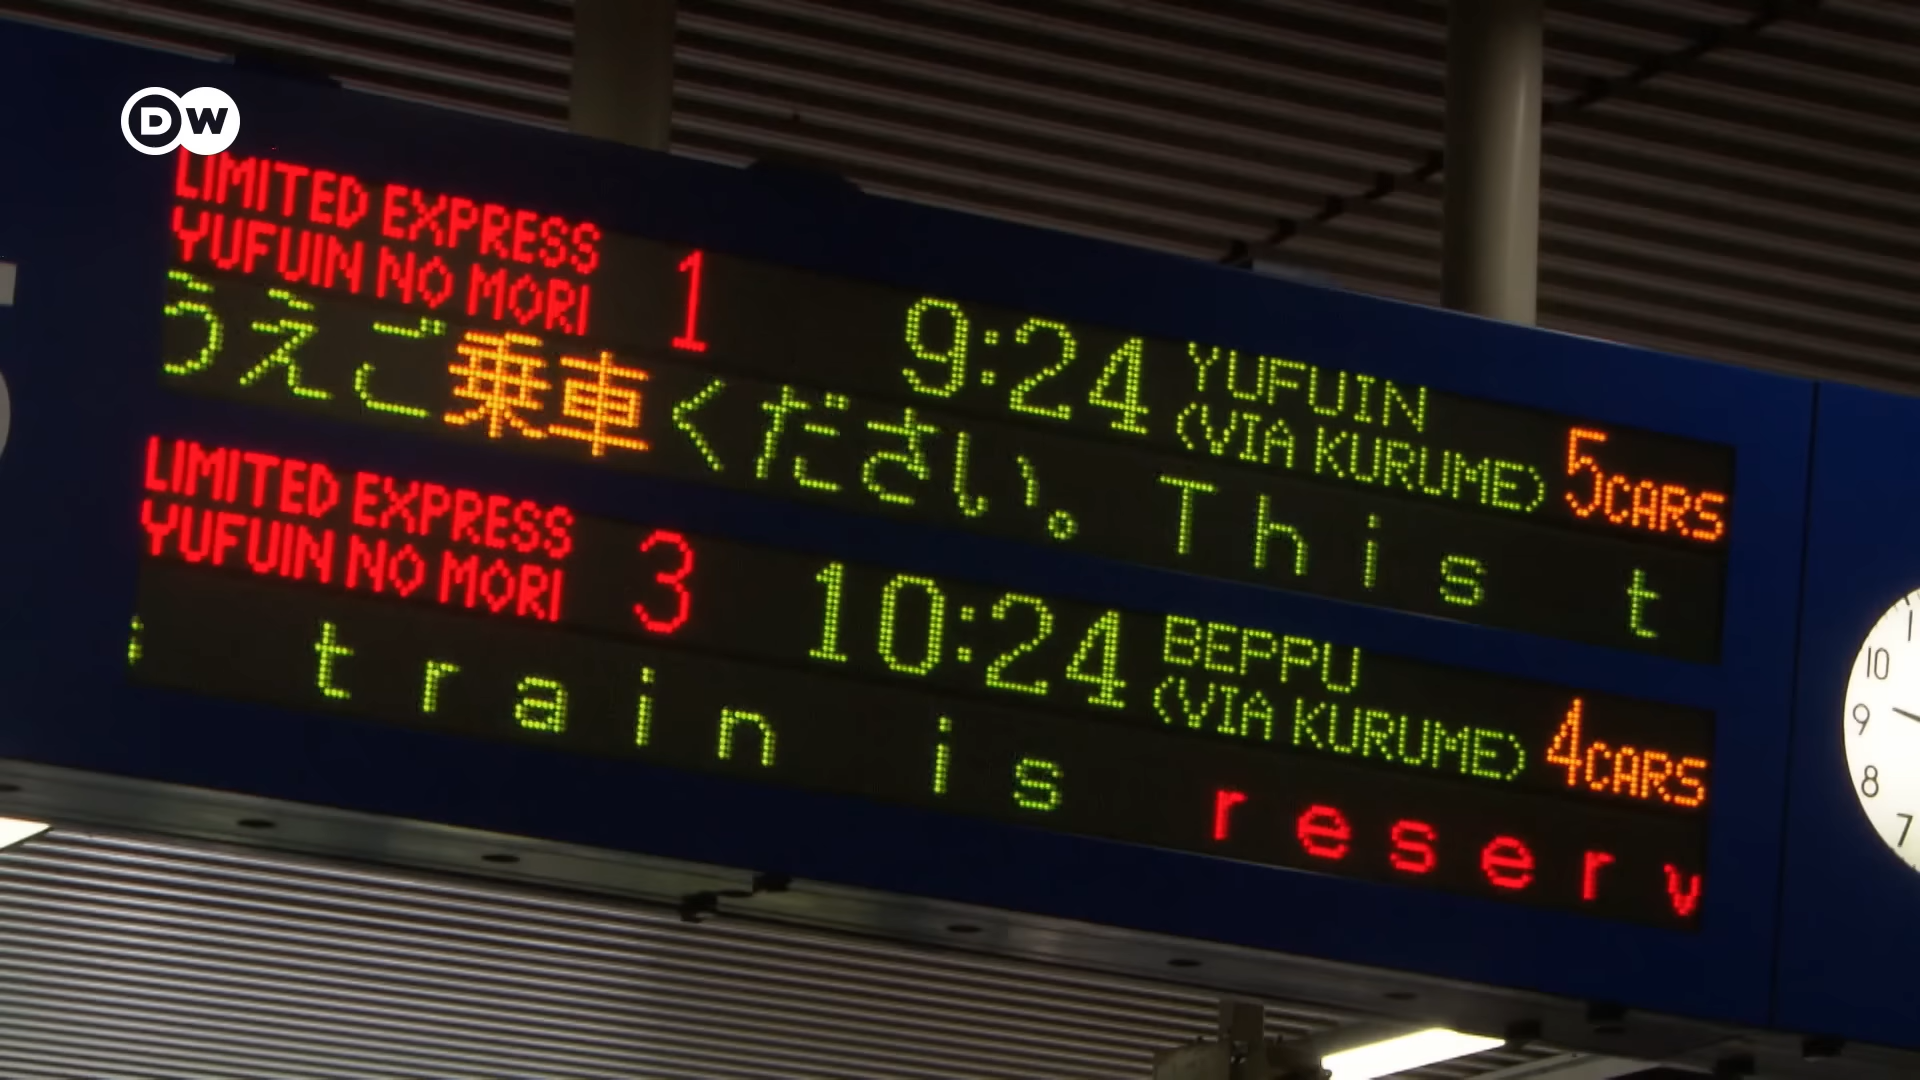 DW
LIMITED EXPRESS
YUFUIN NO MORI 1 9:24 YUFUIN
(VIA KURUME) 5CARS
うえご乗車ください。 This t
LIMITED EXPRESS
YUFUIN NO MORI 3 10:24 BEPPU
(VIA KURUME) 4CARS
train is reserv
1
10
9
8
7